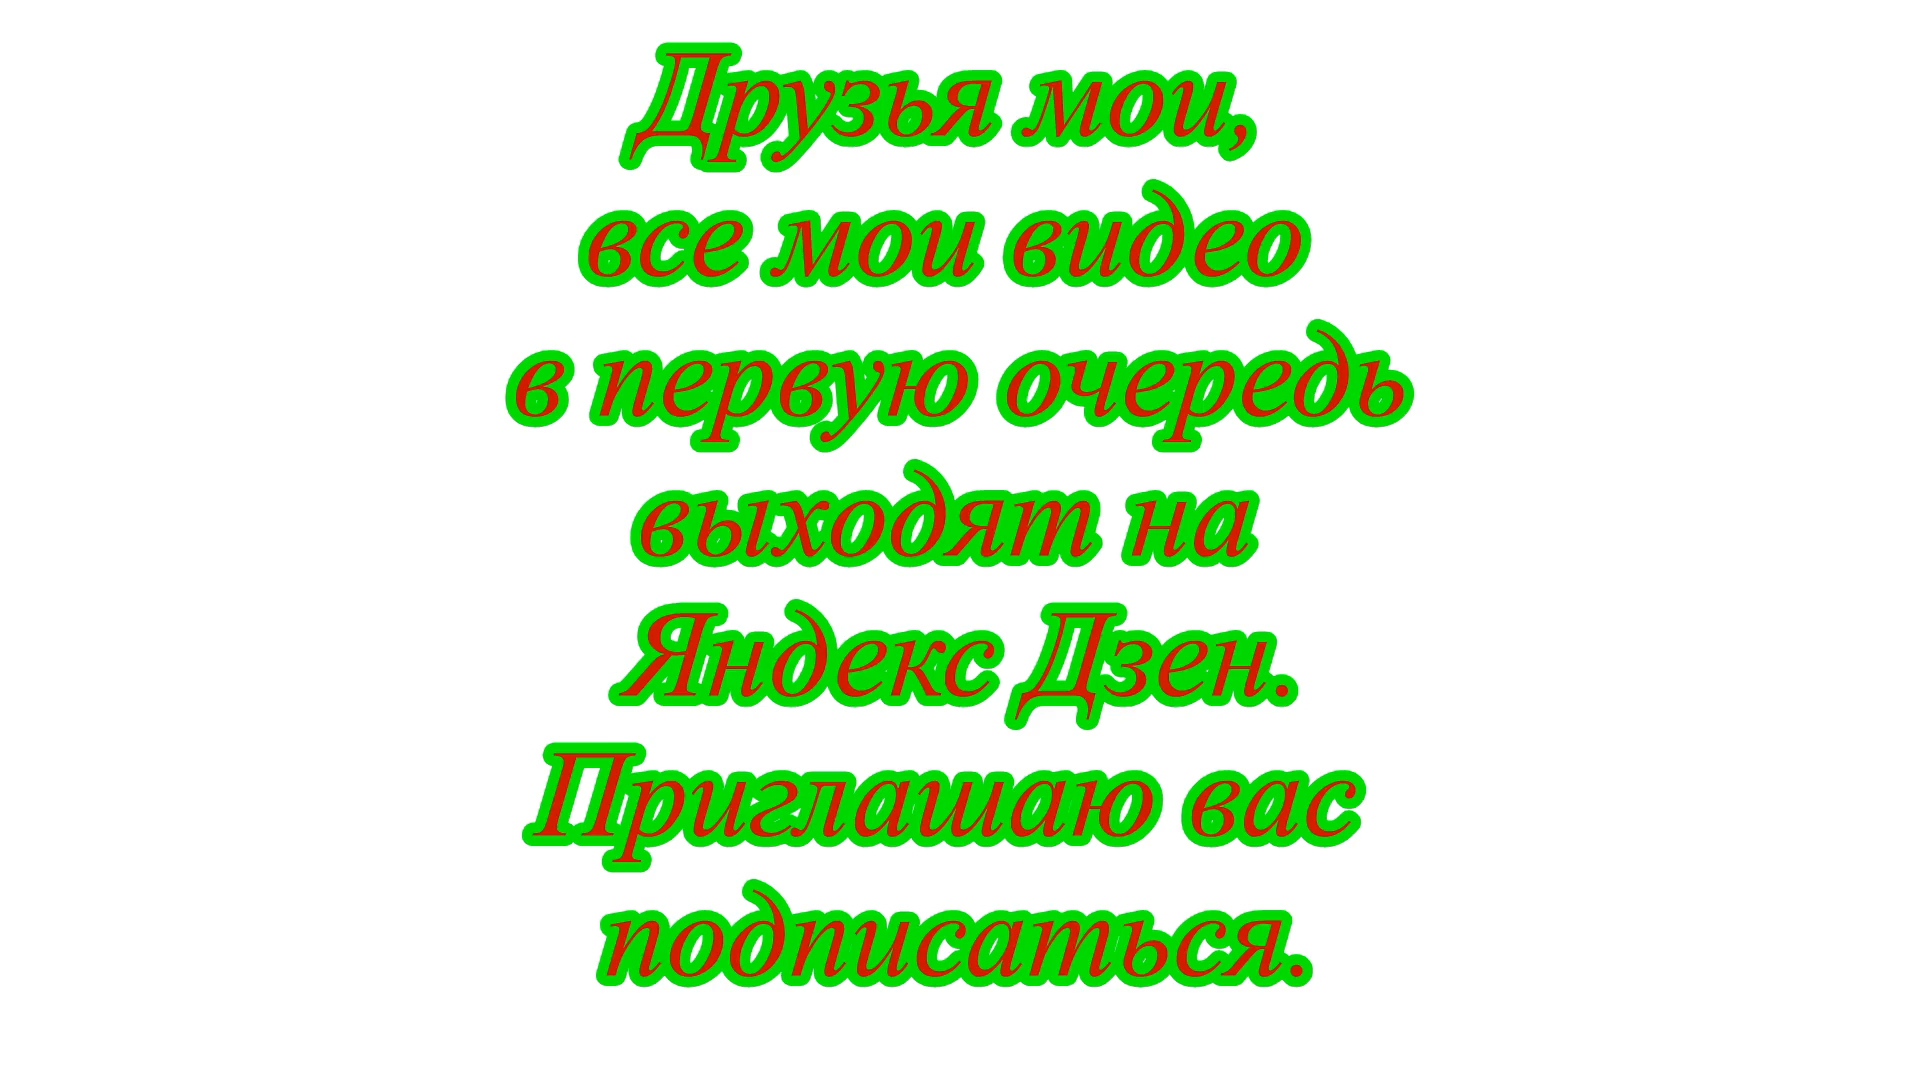 Друзья мои,
все мои видео
в первую очередь
выходят на
Яндекс Дзен.
Приглашаю вас
подписаться.